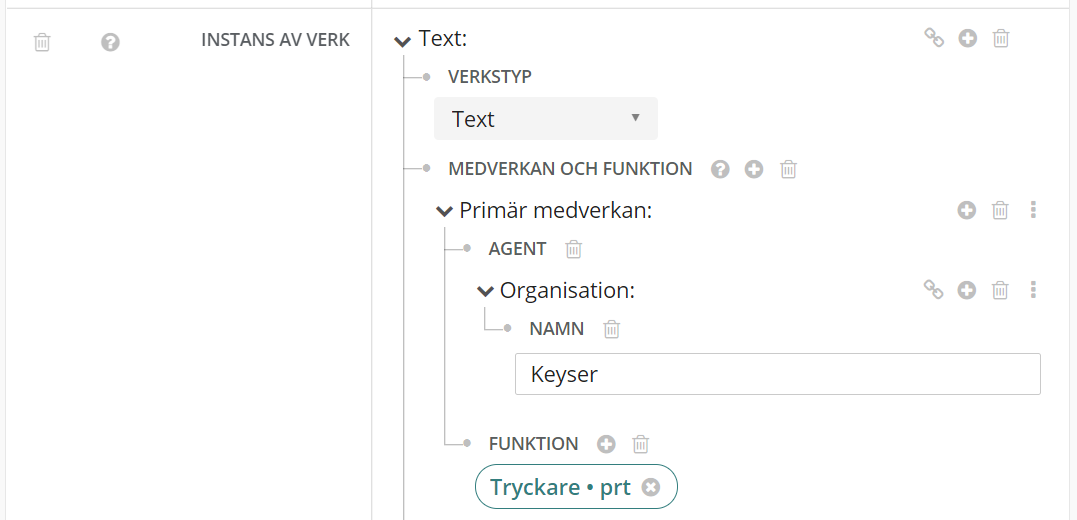 INSTANS AV VERK
Text:
VERKSTYP
Text
MEDVERKAN OCH FUNKTION
Primär medverkan:
AGENT
Organisation:
NAMN
Keyser
FUNKTION
Tryckare • prt